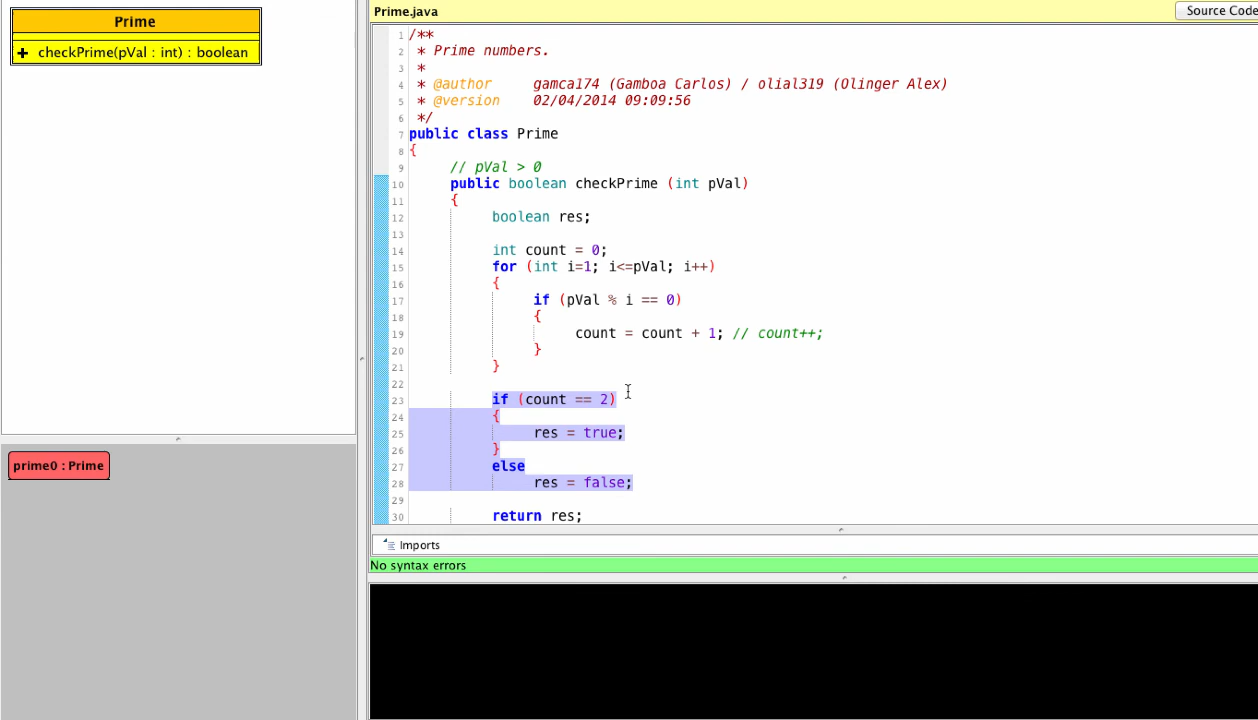 Prime
+ checkPrime(pVal : int) : boolean
prime0 : Prime
Prime.java
Source Code
1 /**
2 * Prime numbers.
3 *
4 * @author gamca174 (Gamboa Carlos) / olial319 (Olinger Alex)
5 * @version 02/04/2014 09:09:56
6 */
7 public class Prime
8 {
9 // pVal > 0
10 public boolean checkPrime (int pVal)
11 {
12 boolean res;
13
14 int count = 0;
15 for (int i=1; i<=pVal; i++)
16 {
17 if (pVal % i == 0)
18 {
19 count = count + 1; // count++;
20 }
21 }
22
23 if (count == 2)
24 {
25 res = true;
26 }
27 else
28 res = false;
29
30 return res;
Imports
No syntax errors